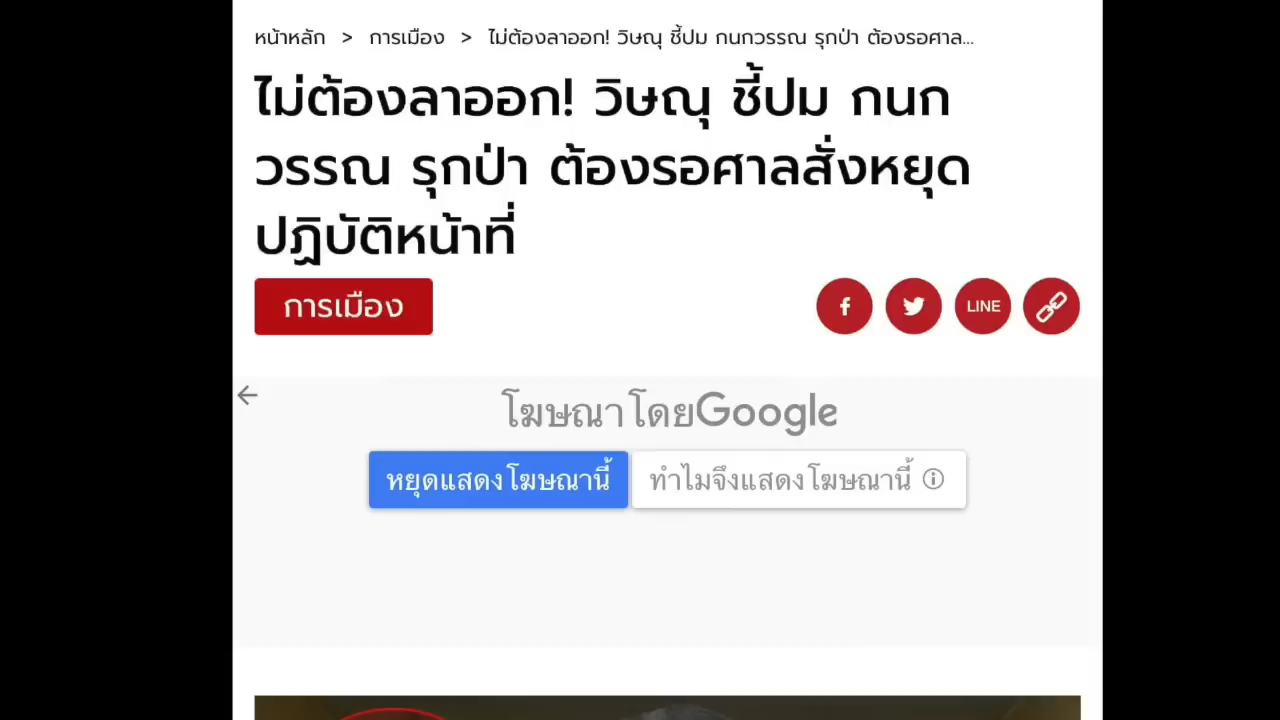 หน้าหลัก > การเมือง > ไม่ต้องลาออก! วิษณุ ชี้ปม กนกวรรณ รุกป่า ต้องรอศาล...
ไม่ต้องลาออก! วิษณุ ชี้ปม กนก
วรรณ รุกป่า ต้องรอศาลสั่งหยุด
ปฏิบัติหน้าที่
การเมือง
LINE
โฆษณาโดยGoogle
หยุดแสดงโฆษณานี้
ทำไมจึงแสดงโฆษณานี้